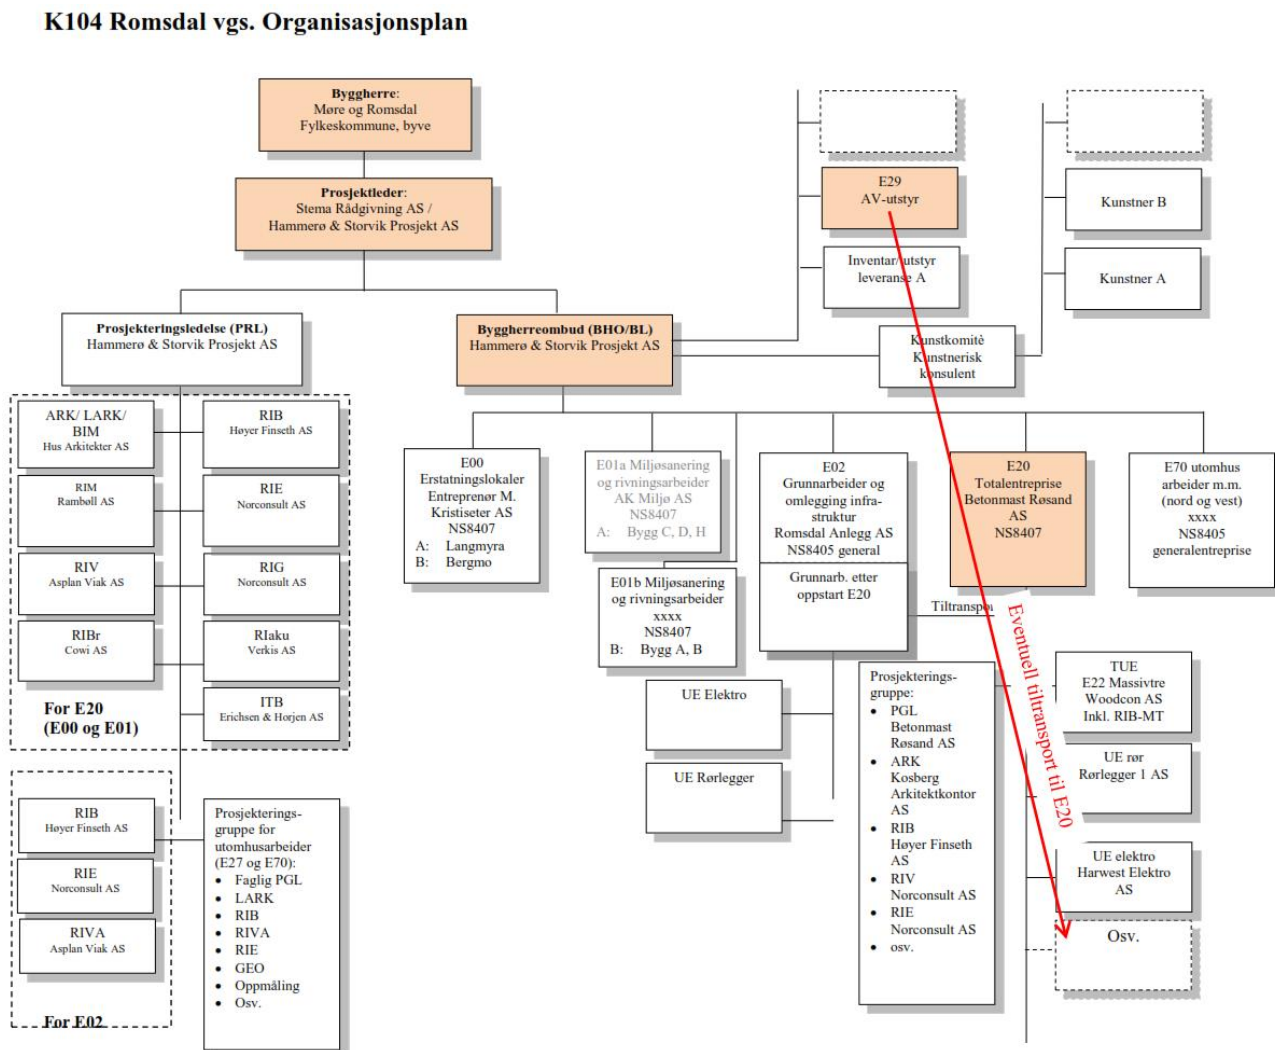 K104 Romsdal vgs. Organisasjonsplan
Byggherre:
Møre og Romsdal
Fylkeskommune, byve
Prosjektleder:
Stema Rådgivning AS /
Hammerø & Storvik Prosjekt AS
E29
AV-utstyr
Inventar/utstyr
leveranse A
Kunstner B
Kunstner A
Prosjekteringsledelse (PRL)
Hammerø & Storvik Prosjekt AS
Byggherreombud (BHO/BL)
Hammerø & Storvik Prosjekt AS
Kunstkomitè
Kunstnerisk
konsulent
ARK/ LARK/
BIM
Hus Arkitekter AS
RIB
Høyer Finseth AS
RIM
Rambøll AS
RIE
Norconsult AS
RIV
Asplan Viak AS
RIG
Norconsult AS
RIBr
Cowi AS
RIaku
Verkis AS
ITB
Erichsen & Horjen AS
For E20
(E00 og E01)
E00
Erstatningslokaler
Entreprenør M.
Kristiseter AS
NS8407
A: Langmyra
B: Bergmo
E01a Miljøsanering
og rivningsarbeider
AK Miljø AS
NS8407
A: Bygg C, D, H
E01b Miljøsanering
og rivningsarbeider
xxxx
NS8407
B: Bygg A, B
E02
Grunnarbeider og
omlegging infra-
struktur
Romsdal Anlegg AS
NS8405 general
Grunnarb. etter
oppstart E20
E20
Totalentreprise
Betonmast Røsand
AS
NS8407
E70 utomhus
arbeider m.m.
(nord og vest)
xxxx
NS8405
generalentreprise
Tiltranspor
Eventuell tiltransport til E20
UE Elektro
UE Rørlegger
Prosjekterings-
gruppe:
• PGL
Betonmast
Røsand AS
• ARK
Kosberg
Arkitektkontor
AS
• RIB
Høyer Finseth
AS
• RIV
Norconsult AS
• RIE
Norconsult AS
• osv.
TUE
E22 Massivtre
Woodcon AS
Inkl. RIB-MT
UE rør
Rørlegger 1 AS
UE elektro
Harwest Elektro
AS
Osv.
RIB
Høyer Finseth AS
RIE
Norconsult AS
RIVA
Asplan Viak AS
For E02
Prosjekterings-
gruppe for
utomhusarbeider
(E27 og E70):
• Faglig PGL
• LARK
• RIB
• RIVA
• RIE
• GEO
• Oppmåling
• Osv.